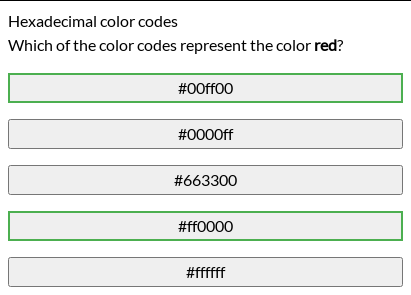 Hexadecimal color codes
Which of the color codes represent the color red?
#00ff00
#0000ff
#663300
#ff0000
#ffffff